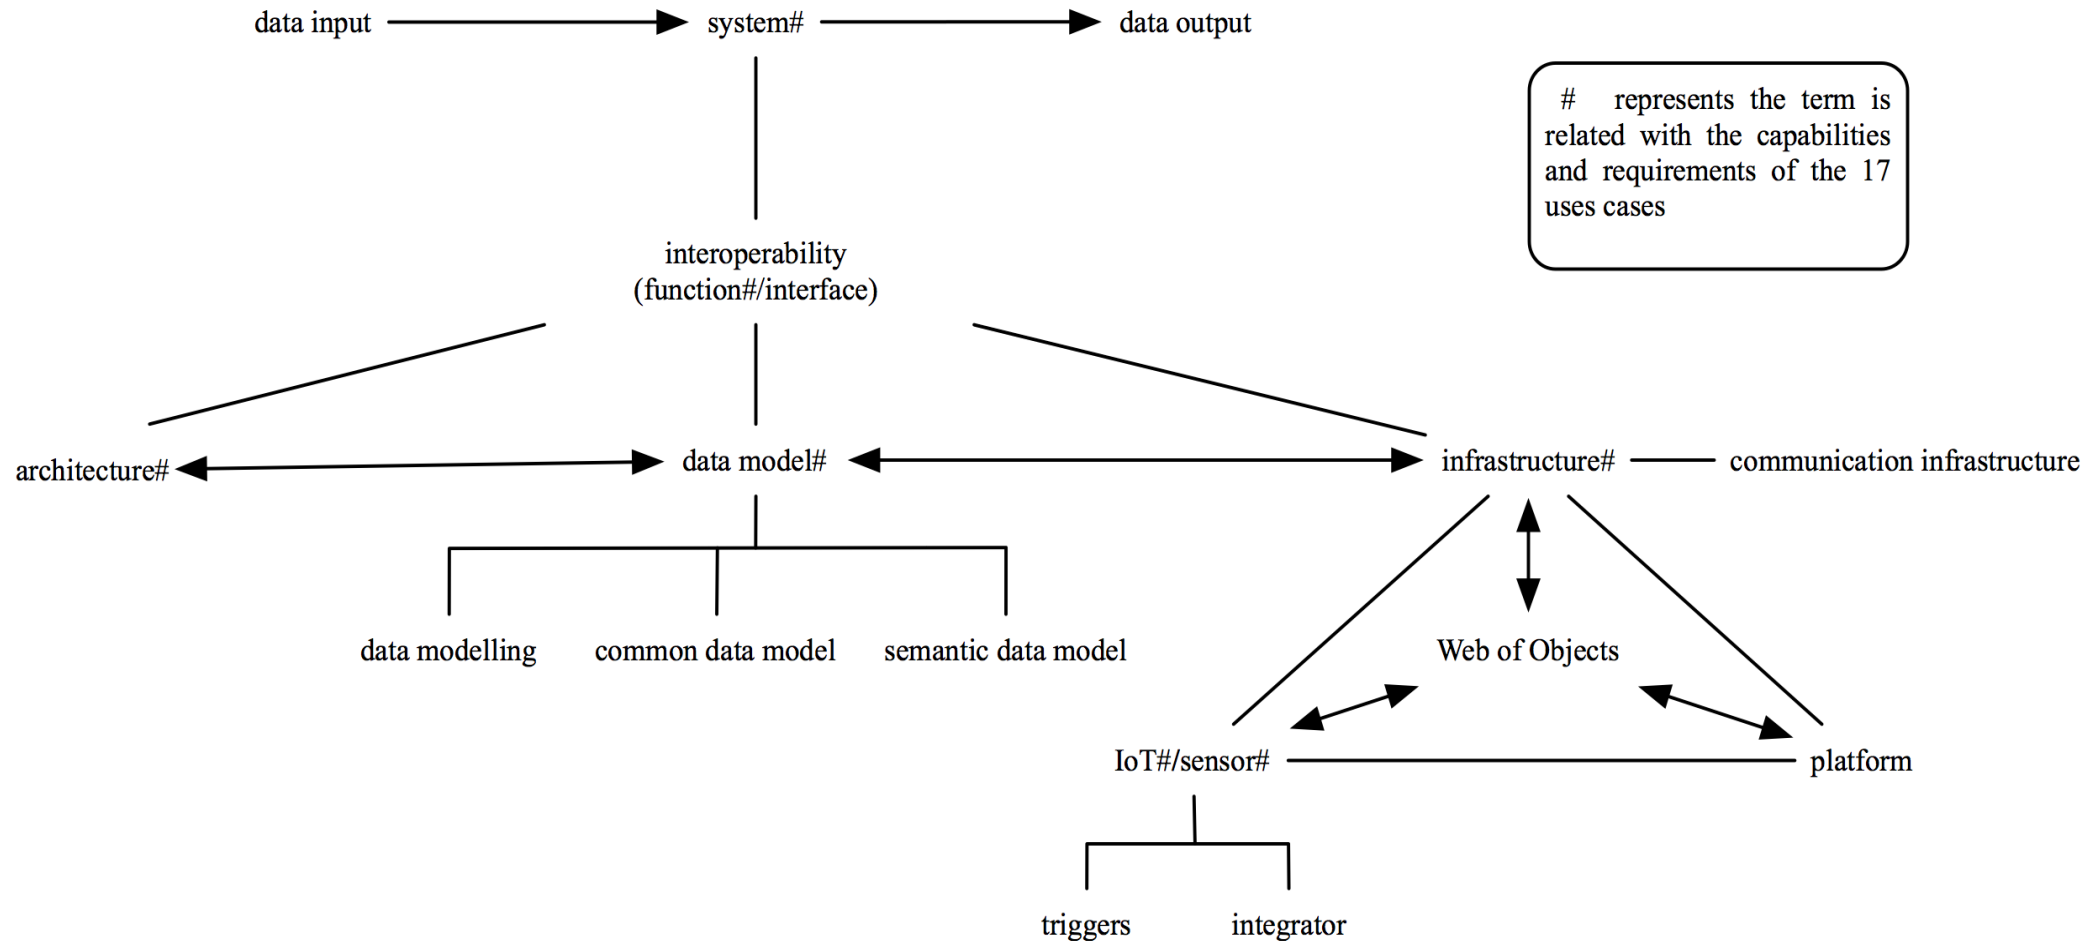 data input
system#
data output
# represents the term is
related with the capabilities
and requirements of the 17
uses cases
interoperability
(function#/interface)
architecture#
data model#
infrastructure#
communication infrastructure
data modelling
common data model
semantic data model
Web of Objects
IoT#/sensor#
platform
triggers
integrator